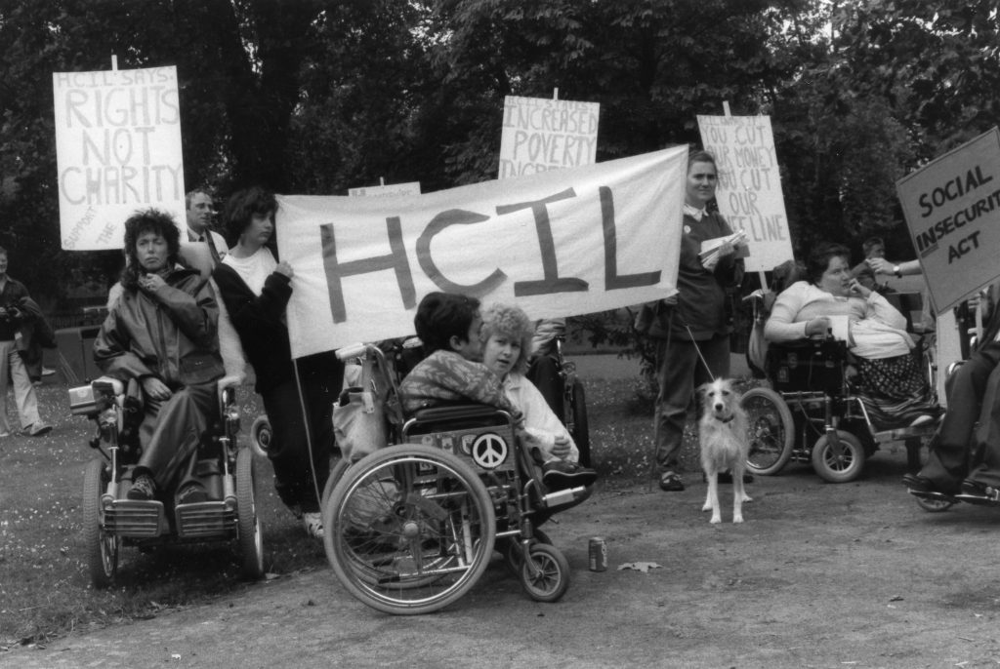 HCIL SAYS:
RIGHTS
NOT
CHARITY
SUPPORT
THE
INCREASED
POVERTY
HCIL
YOU CUT
OUR MONEY
YOU CUT
OUR
LINE
SOCIAL
INSECURITY
ACT